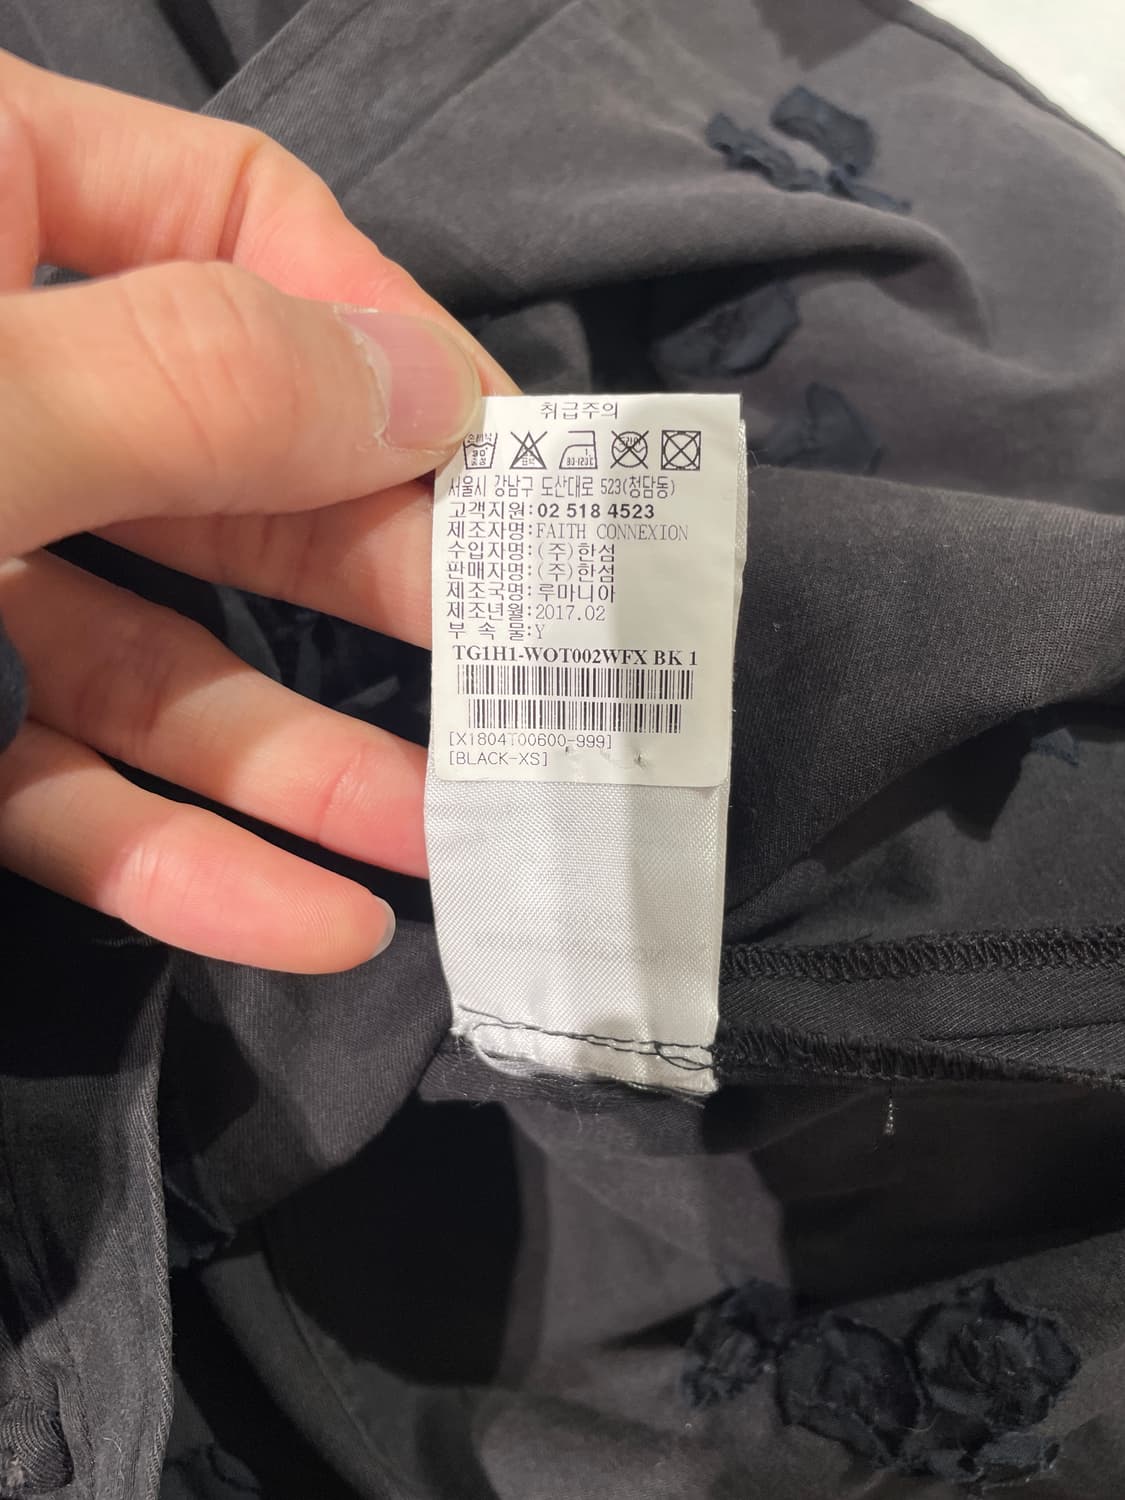 취급주의
80-120℃
서울시 강남구 도산대로 523(청담동)
고객지원:02 518 4523
제조자명:FAITH CONNEXION
수입자명:(주)한섬
판매자명:(주)한섬
제조국명:루마니아
제조년월:2017.02
부 속 물:Y
TG1H1-WOT002WFX BK 1
[X1804T00600-999]
[BLACK-XS]